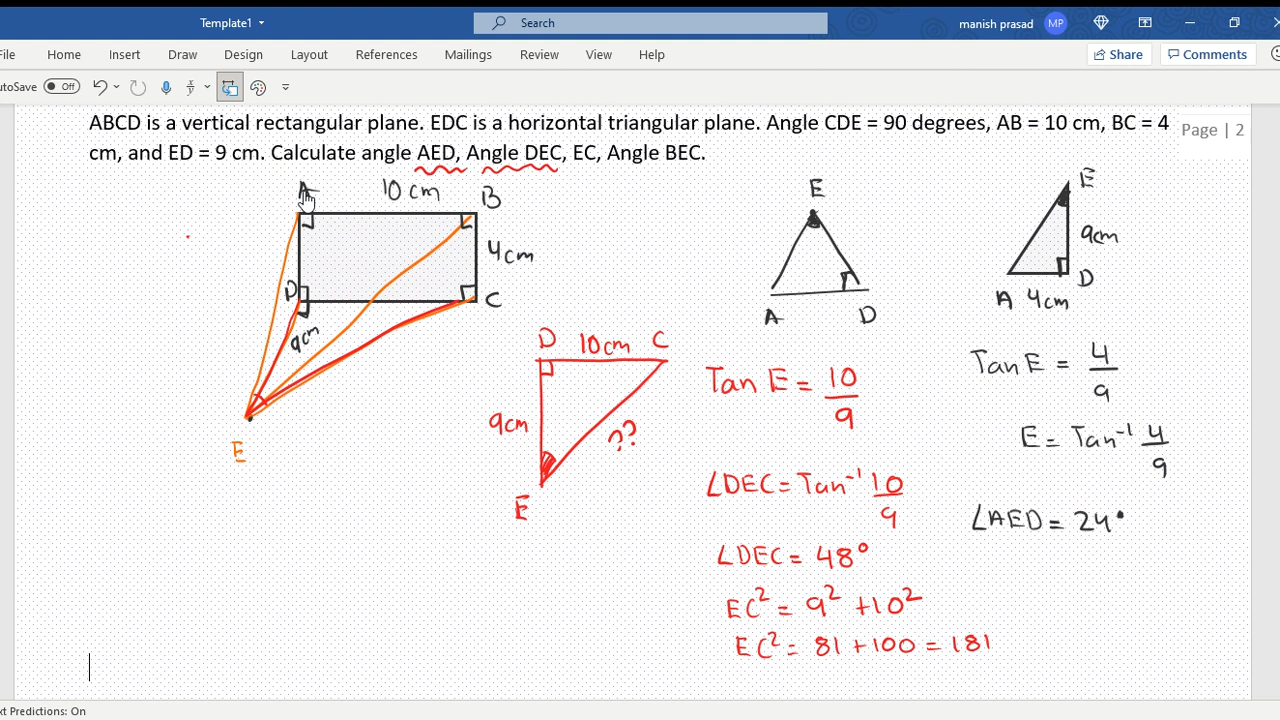 Template1
Search
manish prasad
MP
File Home Insert Draw Design Layout References Mailings Review View Help
Share
Comments
AutoSave Off
x/y
ABCD is a vertical rectangular plane. EDC is a horizontal triangular plane. Angle CDE = 90 degrees, AB = 10 cm, BC = 4
cm, and ED = 9 cm. Calculate angle AED, Angle DEC, EC, Angle BEC.
Page | 2
A 10 cm B
4 cm
D C
9cm
E
D 10cm C
9cm ??
E
E
A D
E
9cm
D
A 4cm
Tan E = 10/9
∠DEC = Tan⁻¹ 10/9
∠DEC = 48°
EC² = 9² + 10²
EC² = 81 + 100 = 181
Tan E = 4/9
E = Tan⁻¹ 4/9
∠AED = 24°
xt Predictions: On